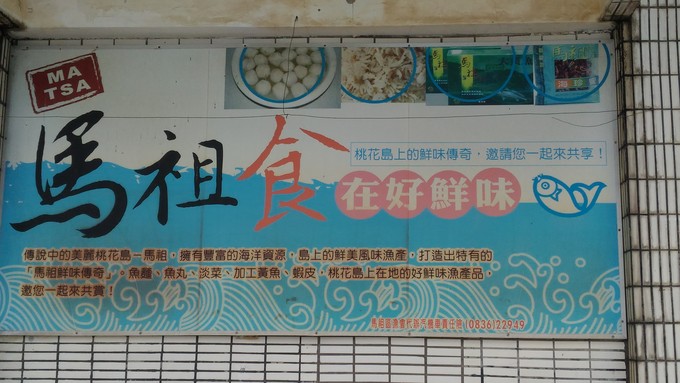 MA
TSA
馬祖食在好鮮味
桃花島上的鮮味傳奇，邀請您一起來共享！
傳說中的美麗桃花島－馬祖，擁有豐富的海洋資源，島上的鮮美風味漁產，打造出特有的
「馬祖鮮味傳奇」。魚麵、魚丸、淡菜、加工黃魚、蝦皮，桃花島上在地的好鮮味漁產品，
邀您一起來共賞！
(0836)22949